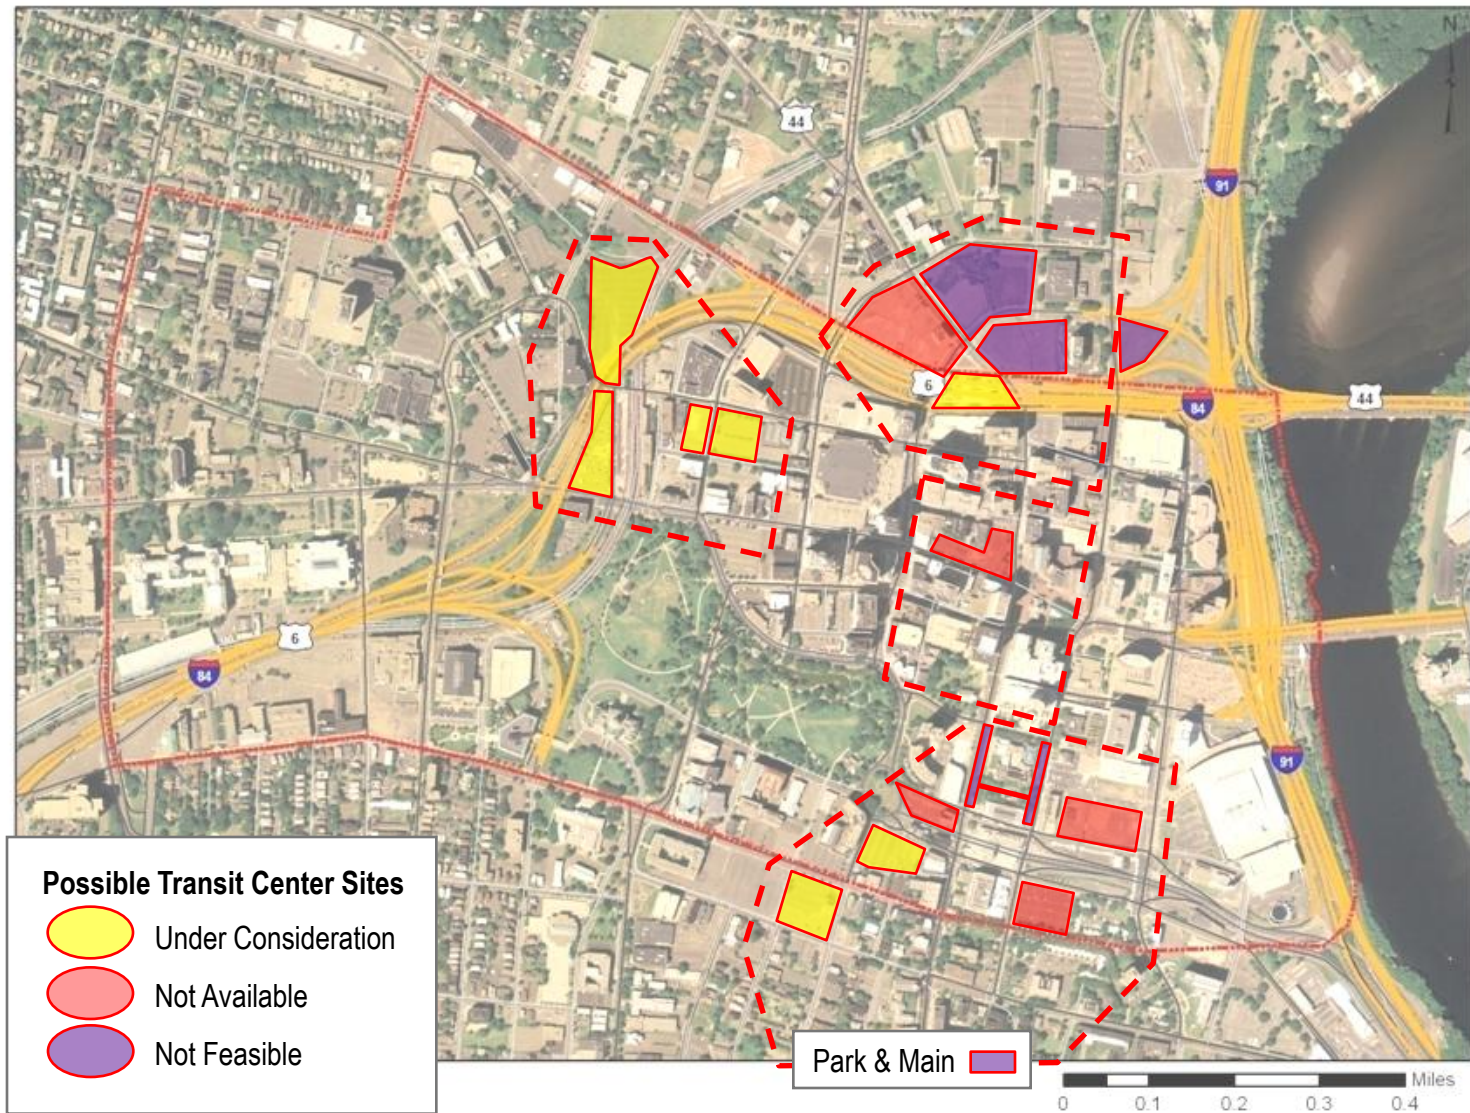 N
44
91
6
44
84
6
84
91
Possible Transit Center Sites
Under Consideration
Not Available
Not Feasible
Park & Main
Miles
0 0.1 0.2 0.3 0.4